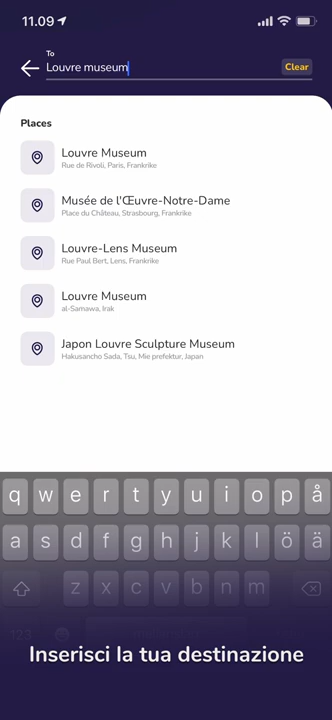 11.09
To
Louvre museum
Clear
Places
Louvre Museum
Rue de Rivoli, Paris, Frankrike
Musée de l'Œuvre-Notre-Dame
Place du Château, Strasbourg, Frankrike
Louvre-Lens Museum
Rue Paul Bert, Lens, Frankrike
Louvre Museum
al-Samawa, Irak
Japon Louvre Sculpture Museum
Hakusancho Sada, Tsu, Mie prefektur, Japan
q w e r t y u i o p å
a s d f g h j k l ö ä
z x c v b n m
123
Inserisci la tua destinazione